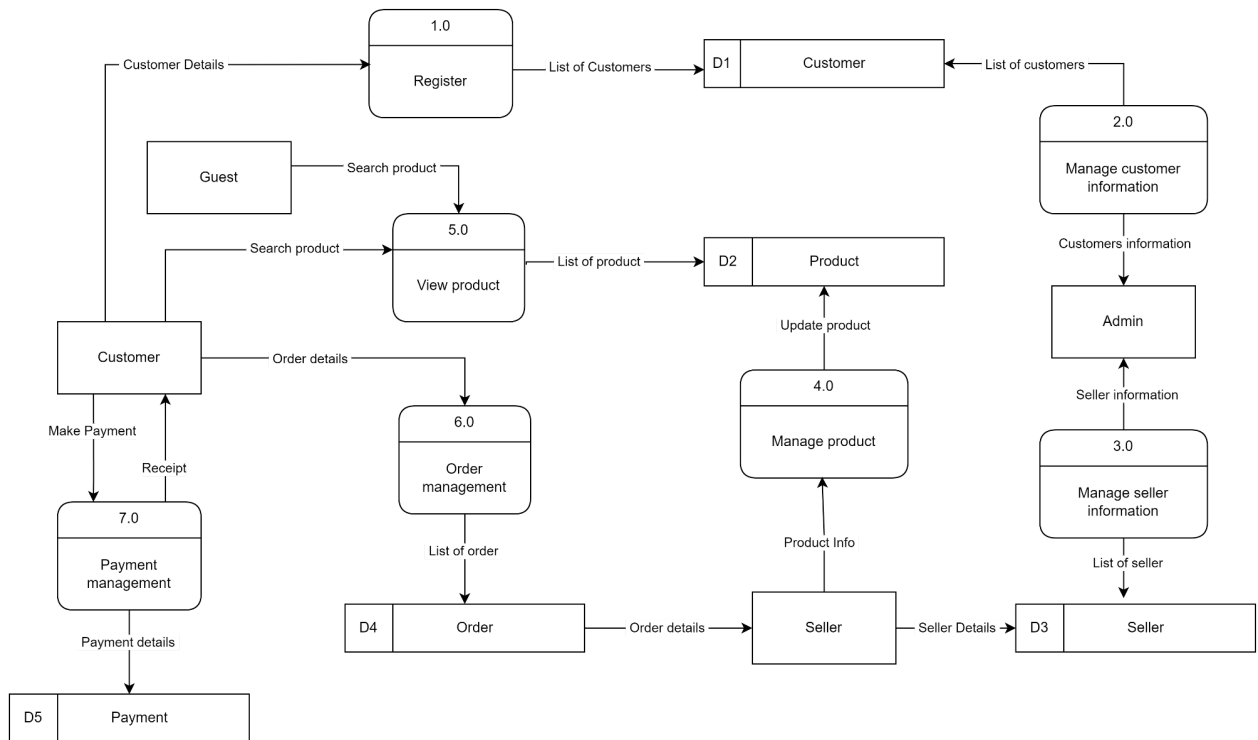 1.0
Register
Customer Details
List of Customers
D1
Customer
List of customers
2.0
Manage customer
information
Guest
Search product
5.0
View product
Search product
List of product
D2
Product
Customers information
Admin
Update product
Customer
Order details
4.0
Manage product
Seller information
3.0
Manage seller
information
Make Payment
Receipt
6.0
Order
management
7.0
Payment
management
List of order
Product Info
List of seller
Payment details
D4
Order
Order details
Seller
Seller Details
D3
Seller
D5
Payment